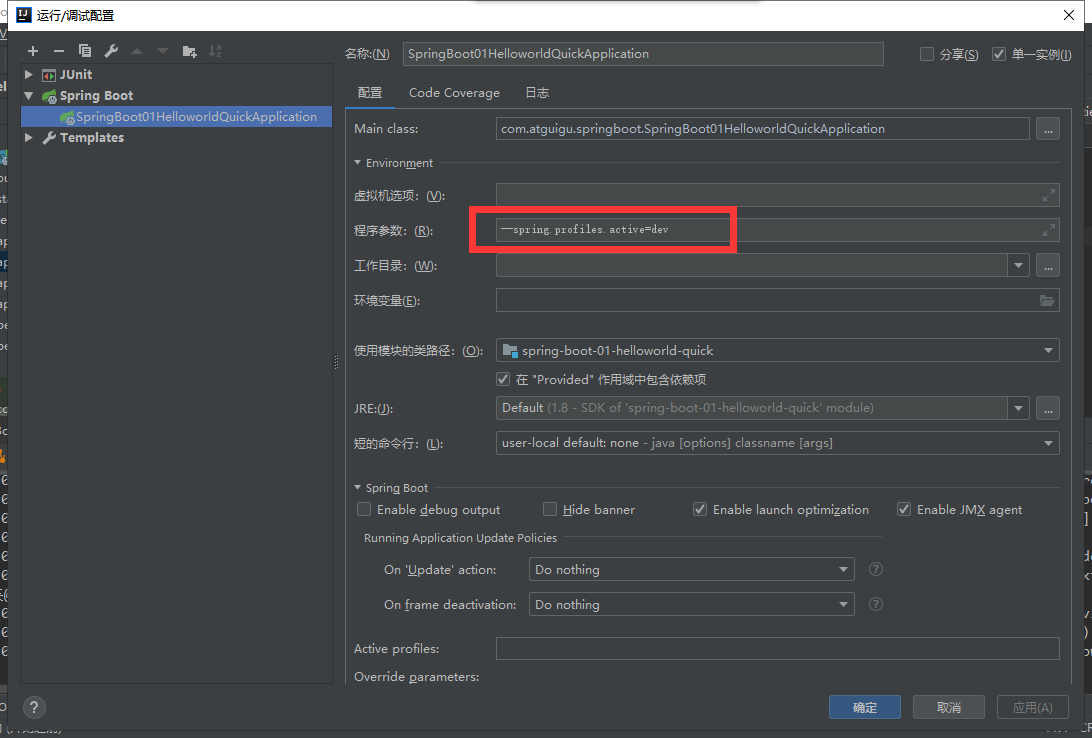 运行/调试配置
名称:(N) SpringBoot01HelloworldQuickApplication 分享(S) 单一实例(I)
JUnit
Spring Boot
SpringBoot01HelloworldQuickApplication
Templates
配置 Code Coverage 日志
Main class: com.atguigu.springboot.SpringBoot01HelloworldQuickApplication ...
Environment
虚拟机选项：(V):
程序参数：(R): —spring.profiles.active=dev
工作目录：(W): ...
环境变量(E):
使用模块的类路径：(O): spring-boot-01-helloworld-quick
在 "Provided" 作用域中包含依赖项
JRE:(J): Default (1.8 - SDK of 'spring-boot-01-helloworld-quick' module) ...
短的命令行：(L): user-local default: none - java [options] classname [args]
Spring Boot
Enable debug output Hide banner Enable launch optimization Enable JMX agent
Running Application Update Policies
On 'Update' action: Do nothing ?
On frame deactivation: Do nothing ?
Active profiles:
Override parameters:
? 确定 取消 应用(A)